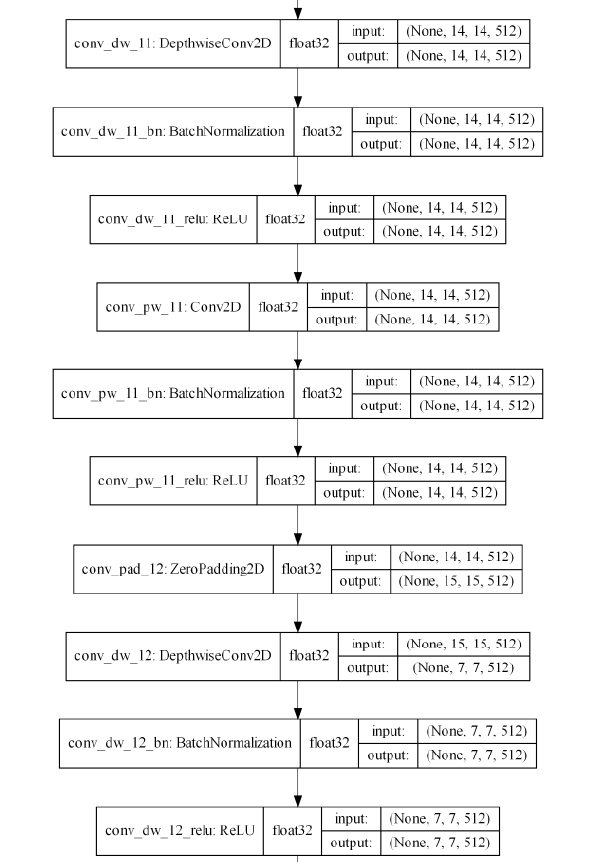 conv_dw_11: DepthwiseConv2D float32 input: (None, 14, 14, 512)
output: (None, 14, 14, 512)
conv_dw_11_bn: BatchNormalization float32 input: (None, 14, 14, 512)
output: (None, 14, 14, 512)
conv_dw_11_relu: ReLU float32 input: (None, 14, 14, 512)
output: (None, 14, 14, 512)
conv_pw_11: Conv2D float32 input: (None, 14, 14, 512)
output: (None, 14, 14, 512)
conv_pw_11_bn: BatchNormalization float32 input: (None, 14, 14, 512)
output: (None, 14, 14, 512)
conv_pw_11_relu: ReLU float32 input: (None, 14, 14, 512)
output: (None, 14, 14, 512)
conv_pad_12: ZeroPadding2D float32 input: (None, 14, 14, 512)
output: (None, 15, 15, 512)
conv_dw_12: DepthwiseConv2D float32 input: (None, 15, 15, 512)
output: (None, 7, 7, 512)
conv_dw_12_bn: BatchNormalization float32 input: (None, 7, 7, 512)
output: (None, 7, 7, 512)
conv_dw_12_relu: ReLU float32 input: (None, 7, 7, 512)
output: (None, 7, 7, 512)